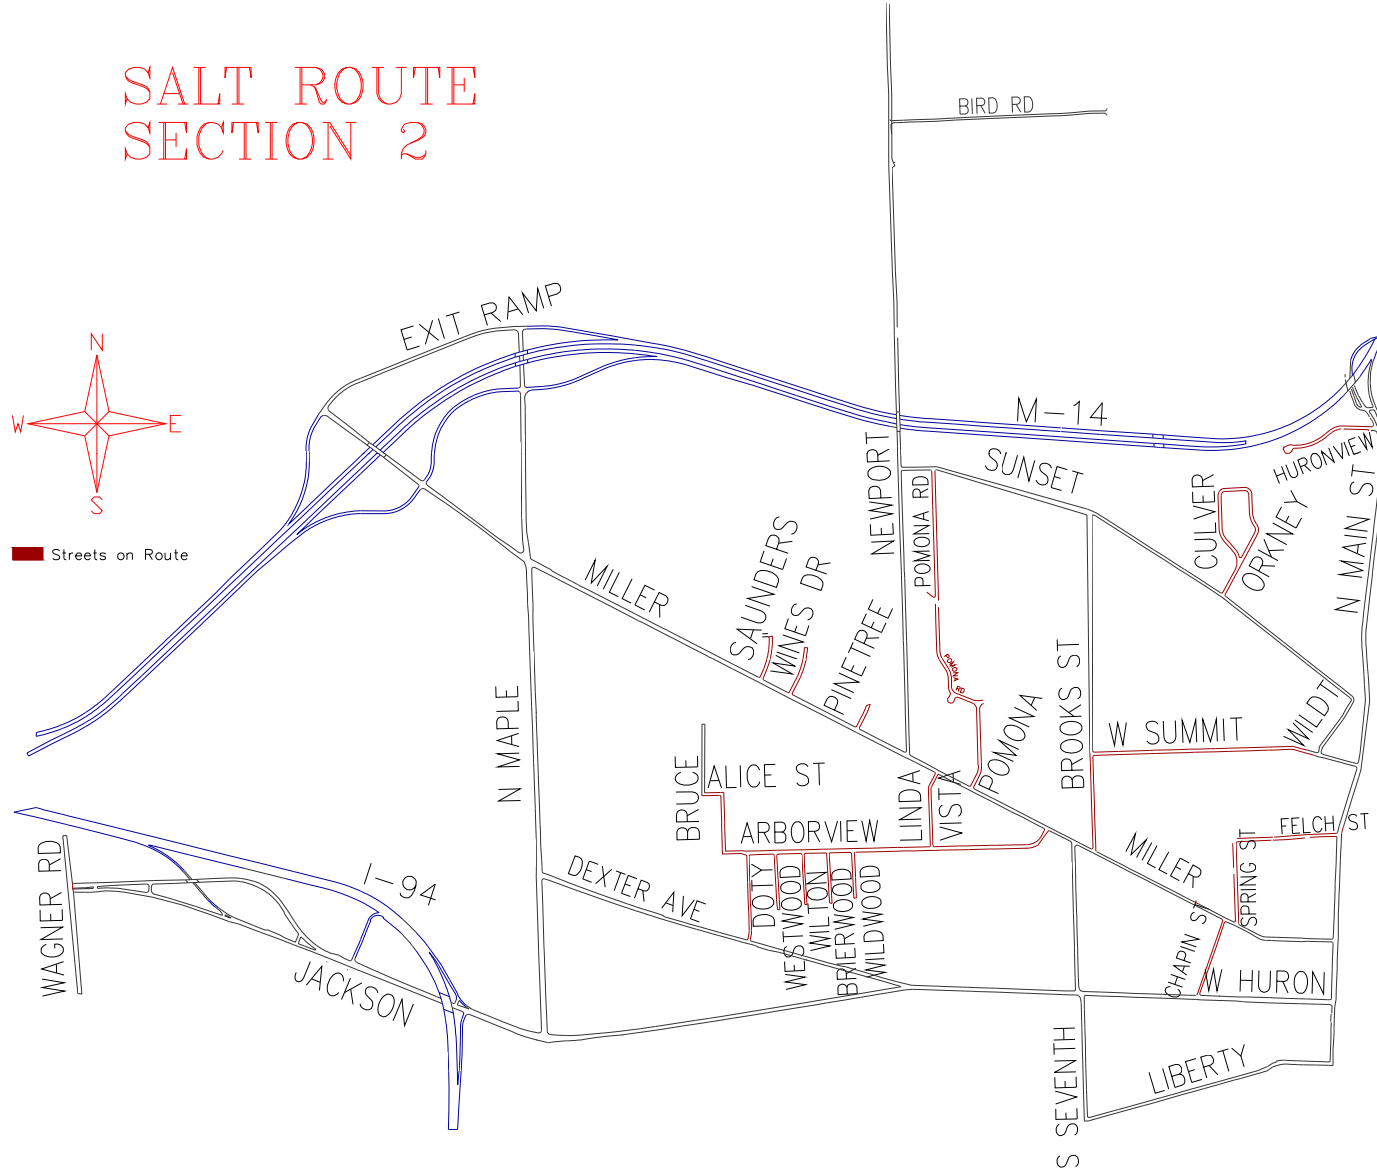 SALT ROUTE
SECTION 2
BIRD RD
EXIT RAMP
N
W
E
S
M-14
NEWPORT
SUNSET
HURONVIEW
N MAIN ST
POMONA RD
CULVER
ORKNEY
Streets on Route
MILLER
SAUNDERS
WINES DR
PINETREE
POMONA RD
POMONA
BROOKS ST
W SUMMIT
WILDT
N MAPLE
BRUCE
ALICE ST
LINDA
VISTA
ARBORVIEW
FELCH ST
SPRING ST
MILLER
WAGNER RD
I-94
DEXTER AVE
DOTY
WESTWOOD
WILTON
BRIERWOOD
WILDWOOD
CHAPIN ST
W HURON
JACKSON
S SEVENTH
LIBERTY